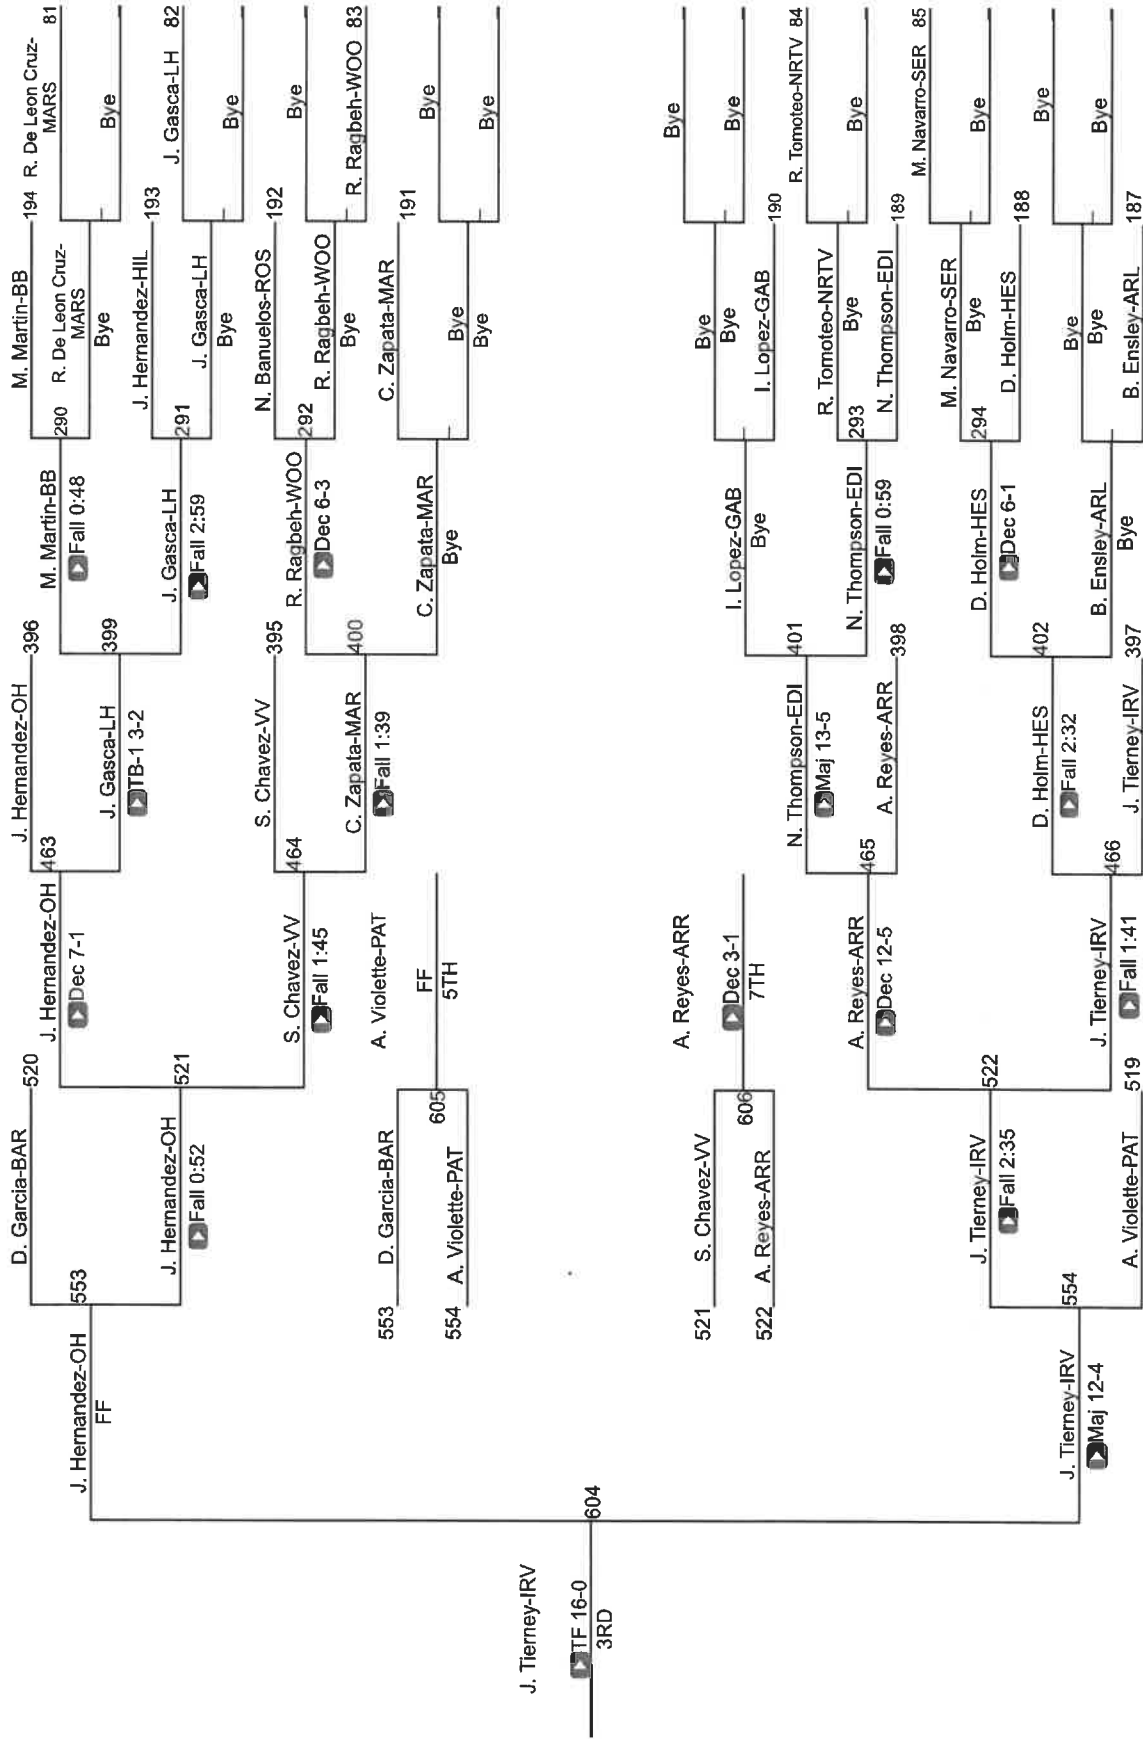 J. Tierney-IRV
TF 16-0
3RD
604
J. Hernandez-OH
FF
J. Tierney-IRV
Maj 12-4
553
554
D. Garcia-BAR 520
J. Hernandez-OH
Fall 0:52
553 D. Garcia-BAR
554 A. Violette-PAT
605
521 S. Chavez-VV
522 A. Reyes-ARR
606
J. Tierney-IRV
Fall 2:35
A. Violette-PAT 519
521
522
J. Hernandez-OH
Dec 7-1
S. Chavez-VV
Fall 1:45
A. Violette-PAT
FF
5TH
A. Reyes-ARR
Dec 3-1
7TH
A. Reyes-ARR
Dec 12-5
J. Tierney-IRV
Fall 1:41
463
464
465
466
J. Hernandez-OH 396
J. Gasca-LH
TB-1 3-2
S. Chavez-VV 395
C. Zapata-MAR
Fall 1:39
N. Thompson-EDI
Maj 13-5
A. Reyes-ARR 398
D. Holm-HES
Fall 2:32
J. Tierney-IRV 397
399
400
401
402
M. Martin-BB
Fall 0:48
J. Gasca-LH
Fall 2:59
R. Ragbeh-WOO
Dec 6-3
C. Zapata-MAR
Bye
I. Lopez-GAB
Bye
N. Thompson-EDI
Fall 0:59
D. Holm-HES
Dec 6-1
B. Ensley-ARL
Bye
290
291
292
293
294
M. Martin-BB 194
R. De Leon Cruz-
MARS
Bye
J. Hernandez-HIL 193
J. Gasca-LH
Bye
N. Banuelos-ROS 192
R. Ragbeh-WOO
Bye
C. Zapata-MAR 191
Bye
Bye
Bye
Bye
I. Lopez-GAB 190
R. Tomoteo-NRTV
Bye
N. Thompson-EDI 189
M. Navarro-SER
Bye
D. Holm-HES 188
Bye
Bye
B. Ensley-ARL 187
R. De Leon Cruz- 81
MARS
Bye
J. Gasca-LH 82
Bye
Bye
R. Ragbeh-WOO 83
Bye
Bye
Bye
Bye
R. Tomoteo-NRTV 84
Bye
M. Navarro-SER 85
Bye
Bye
Bye